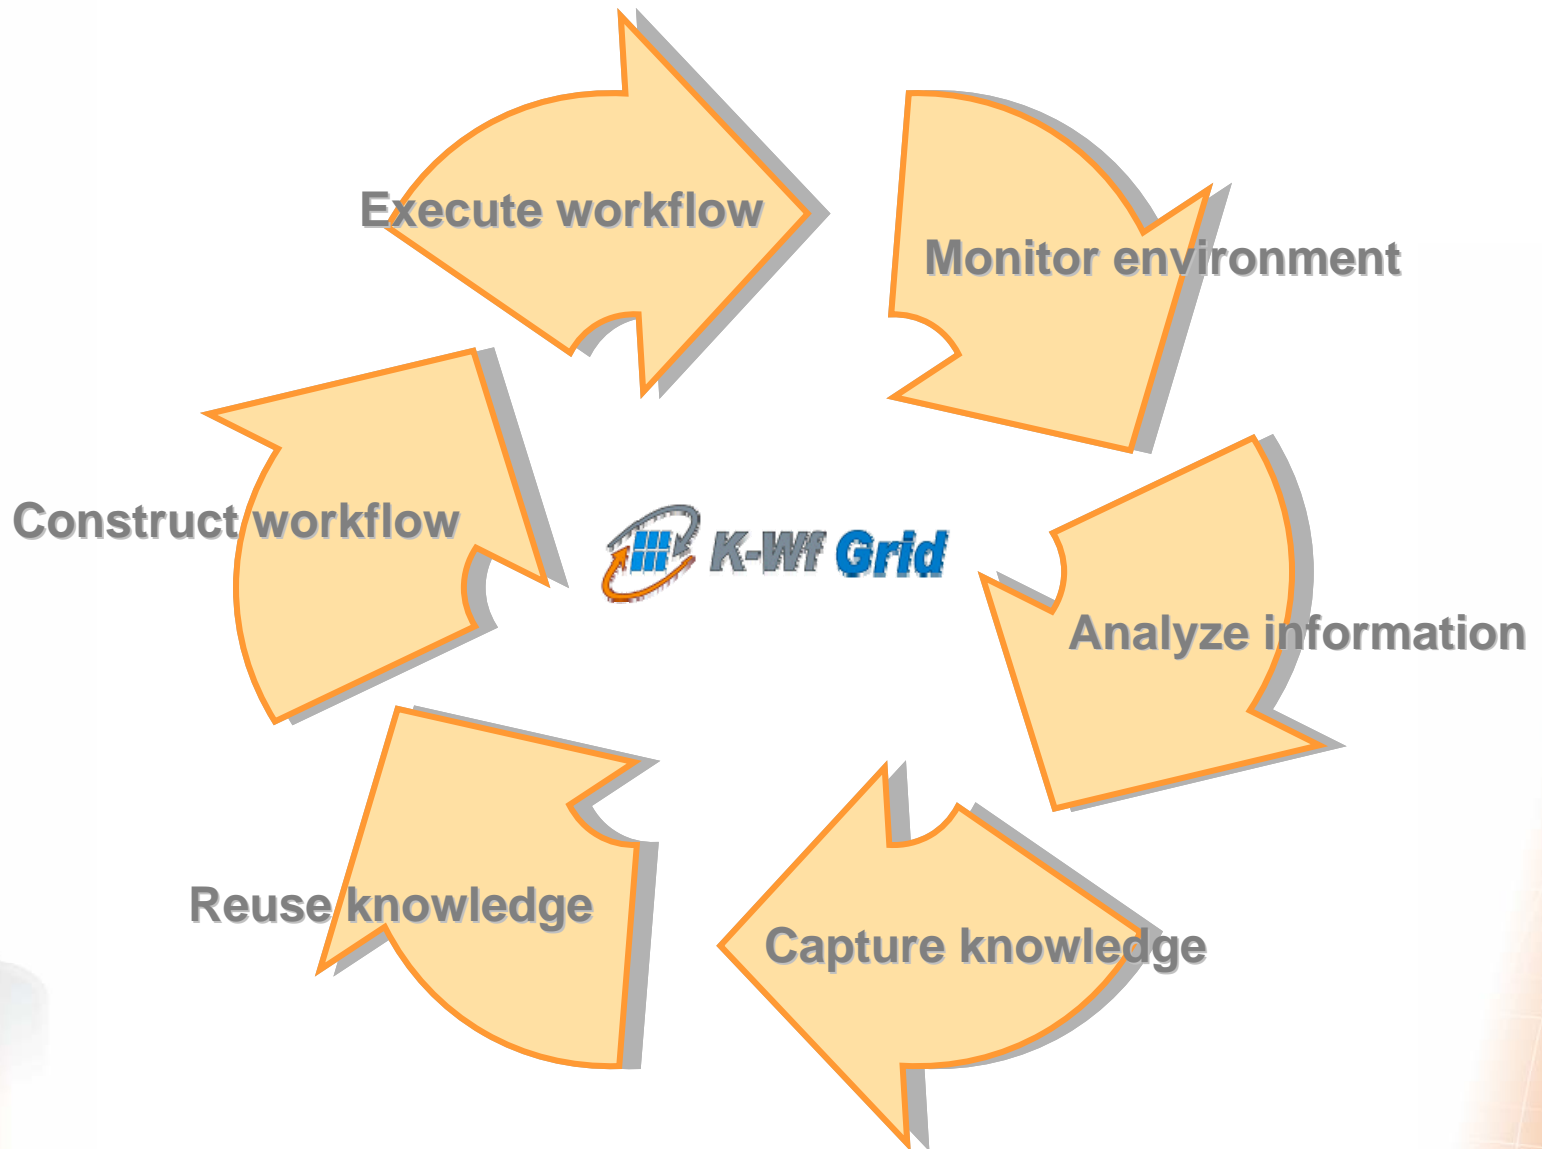 Execute workflow
Monitor environment
Construct workflow
K-Wf Grid
Analyze information
Reuse knowledge
Capture knowledge